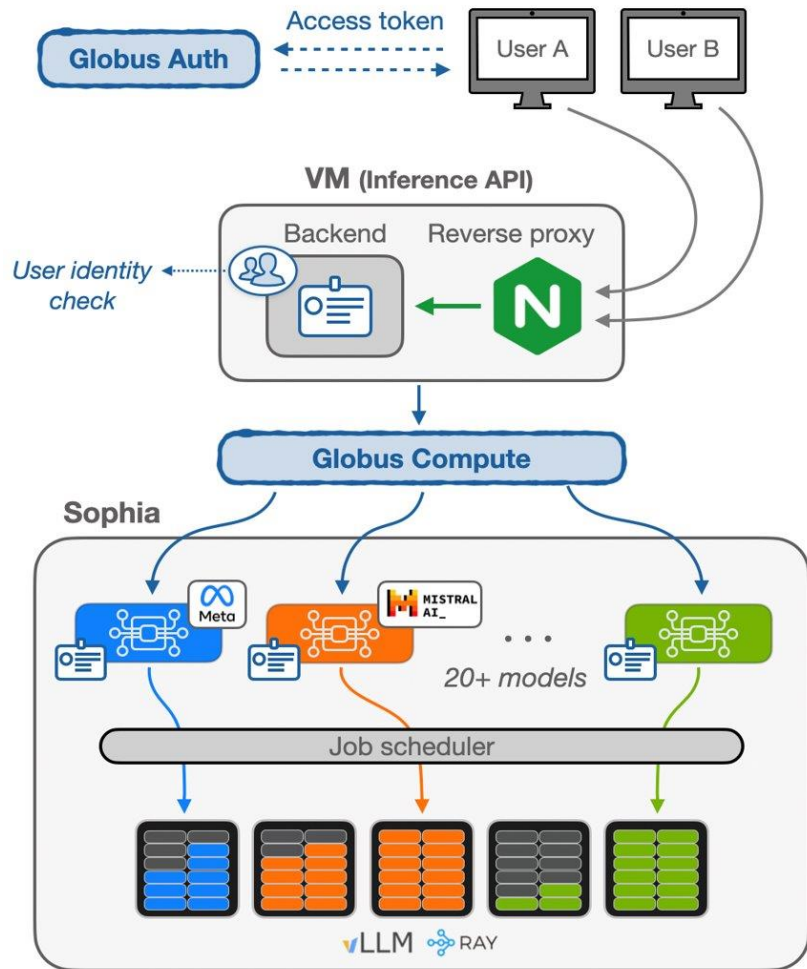 Access token
Globus Auth
User A
User B
VM (Inference API)
Backend
Reverse proxy
User identity
check
N
Globus Compute
Sophia
Meta
MISTRAL
AI_
...
20+ models
Job scheduler
vLLM
RAY